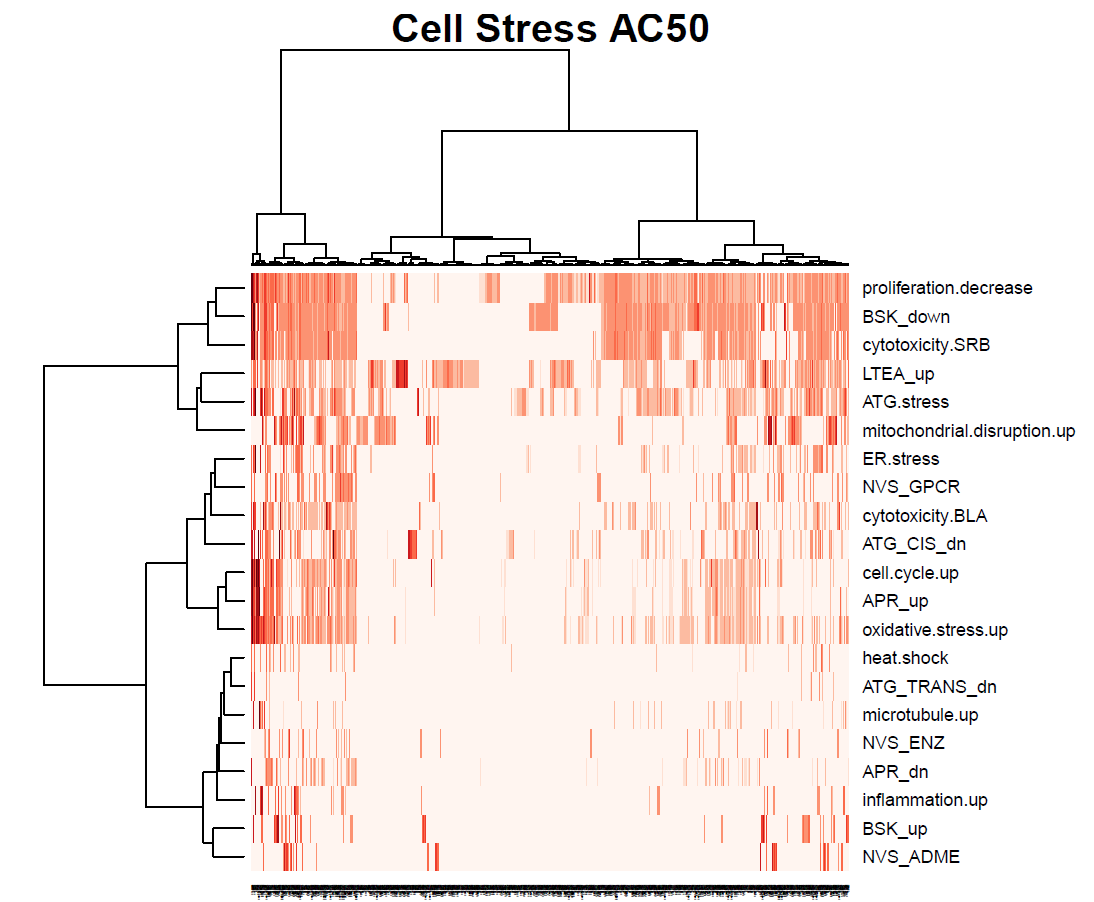 Cell Stress AC50
proliferation.decrease
BSK_down
cytotoxicity.SRB
LTEA_up
ATG.stress
mitochondrial.disruption.up
ER.stress
NVS_GPCR
cytotoxicity.BLA
ATG_CIS_dn
cell.cycle.up
APR_up
oxidative.stress.up
heat.shock
ATG_TRANS_dn
microtubule.up
NVS_ENZ
APR_dn
inflammation.up
BSK_up
NVS_ADME